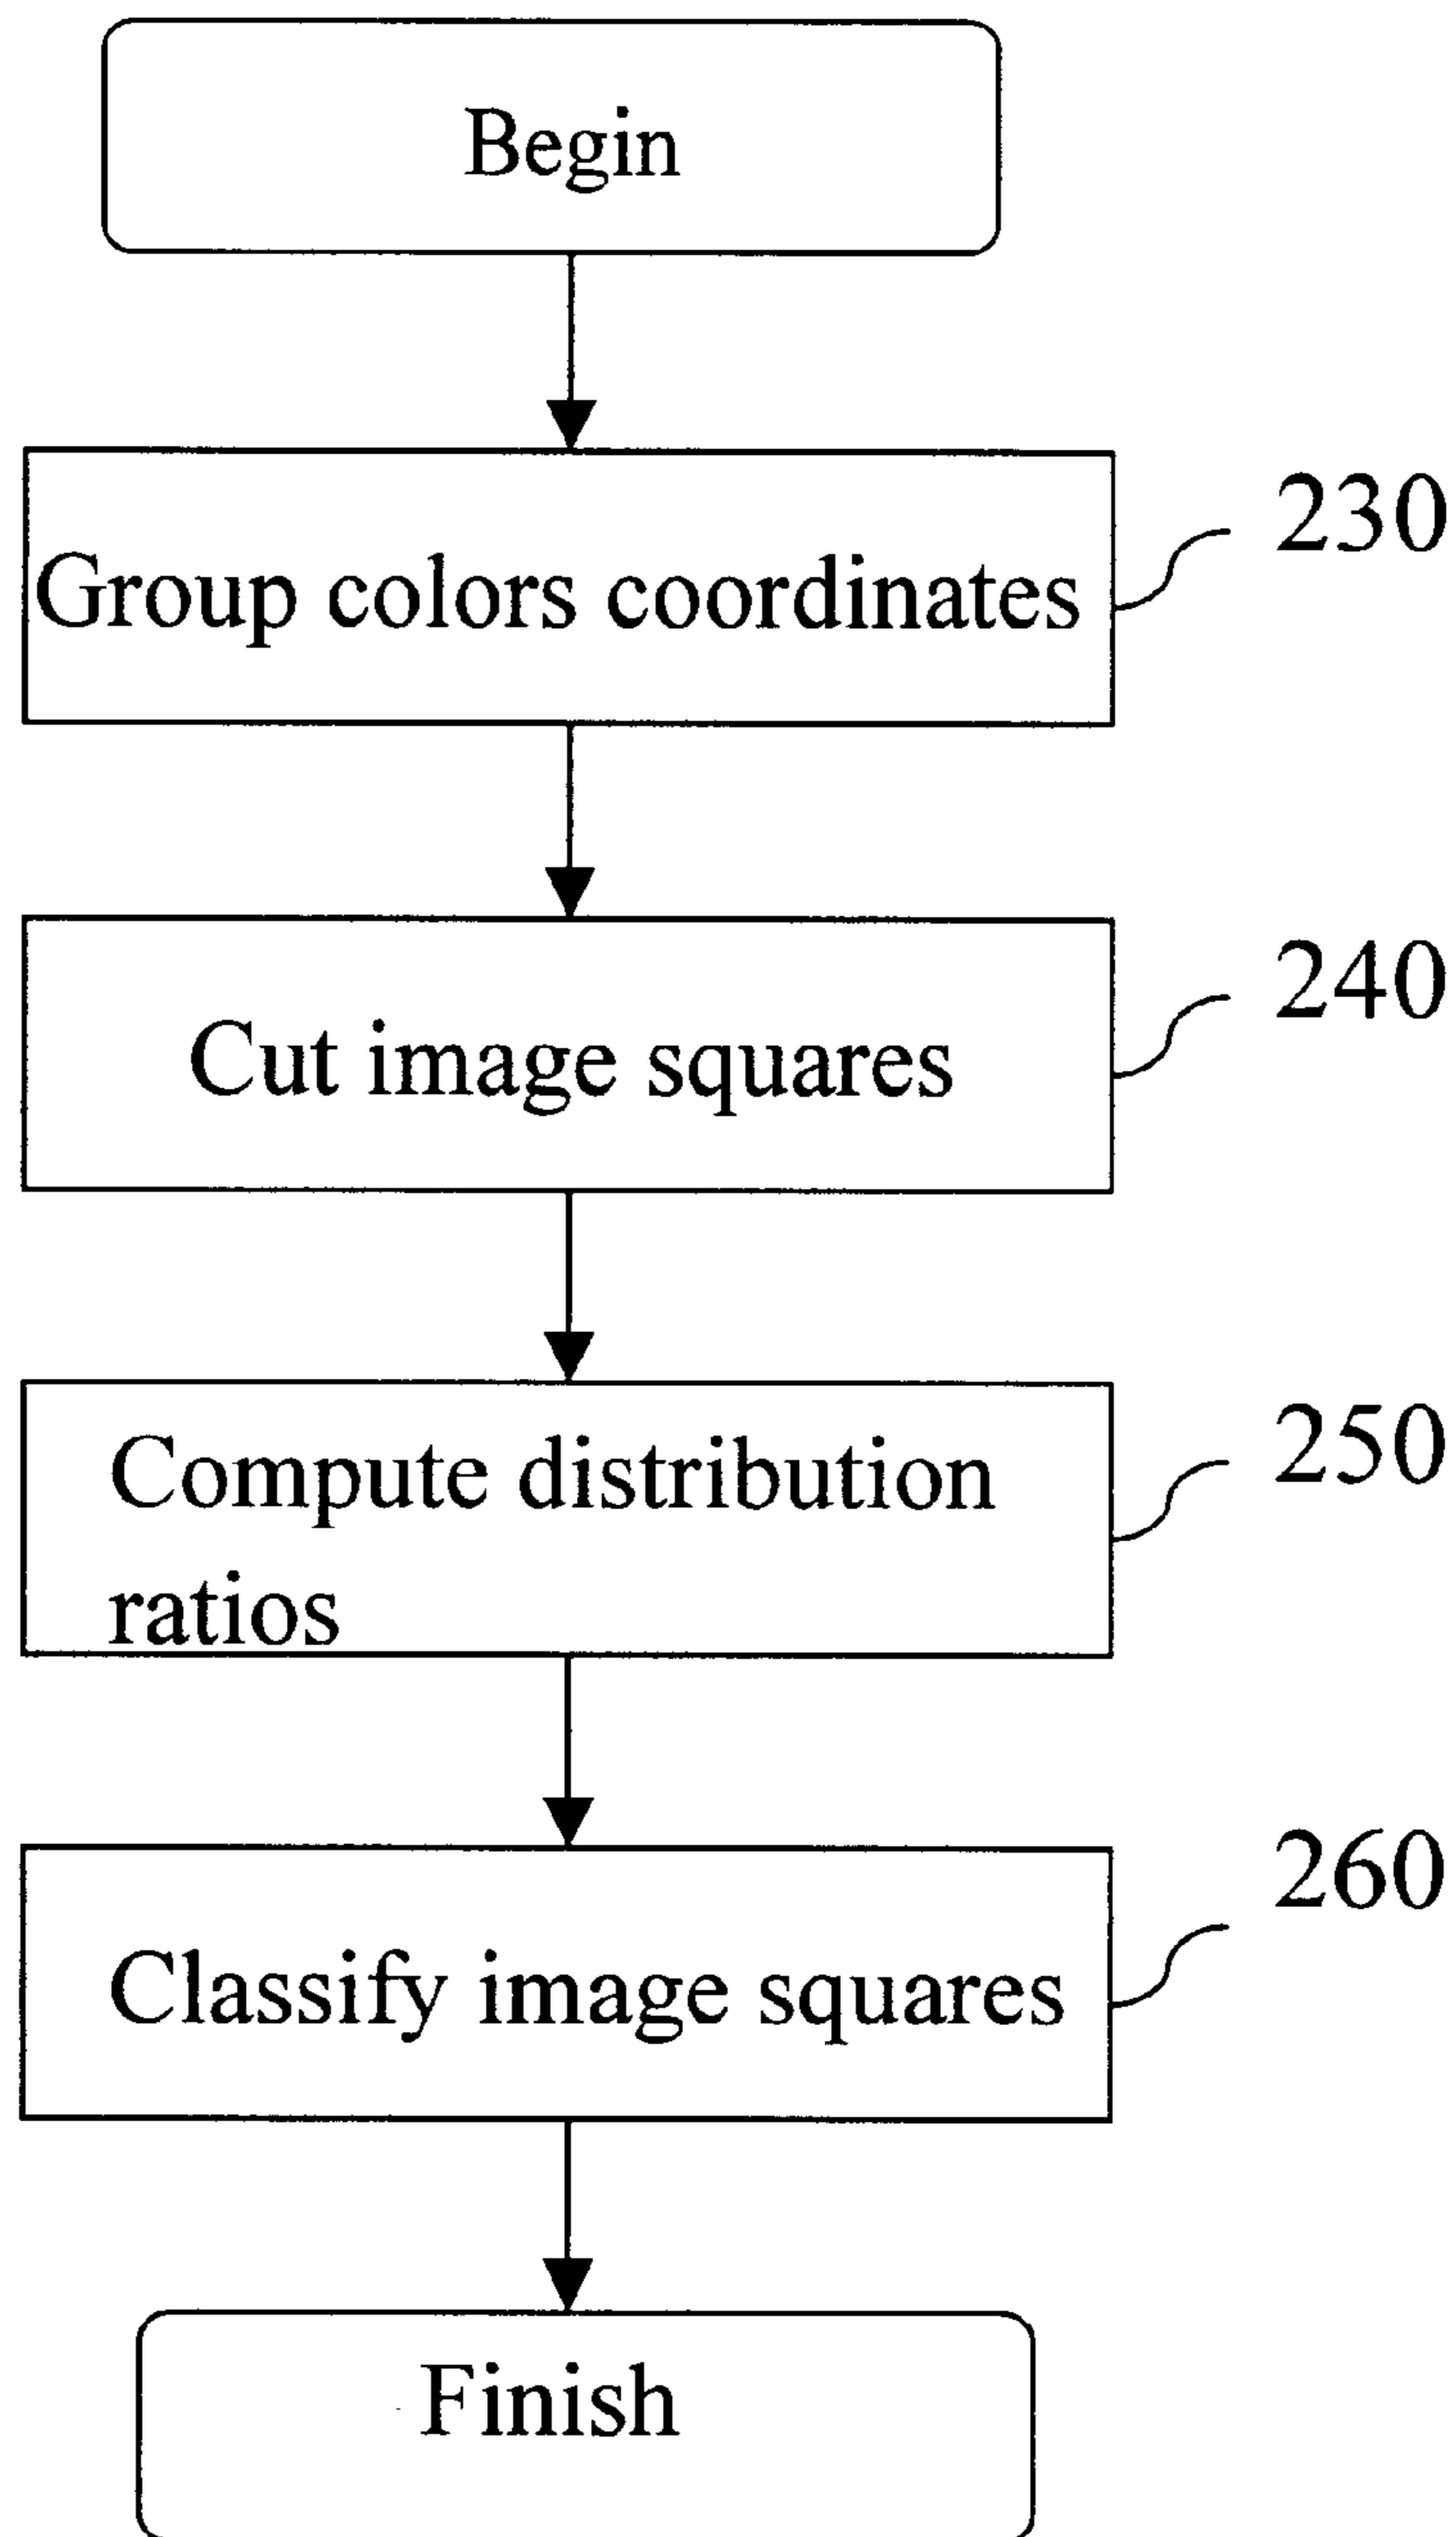 Begin
Group colors coordinates
230
Cut image squares
240
Compute distribution
ratios
250
Classify image squares
260
Finish